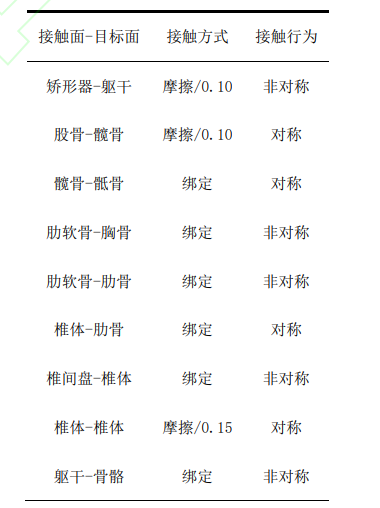 接触面-目标面 接触方式 接触行为
矫形器-躯干 摩擦/0.10 非对称
股骨-髋骨 摩擦/0.10 对称
髋骨-骶骨 绑定 对称
肋软骨-胸骨 绑定 非对称
肋软骨-肋骨 绑定 非对称
椎体-肋骨 绑定 对称
椎间盘-椎体 绑定 非对称
椎体-椎体 摩擦/0.15 对称
躯干-骨骼 绑定 非对称